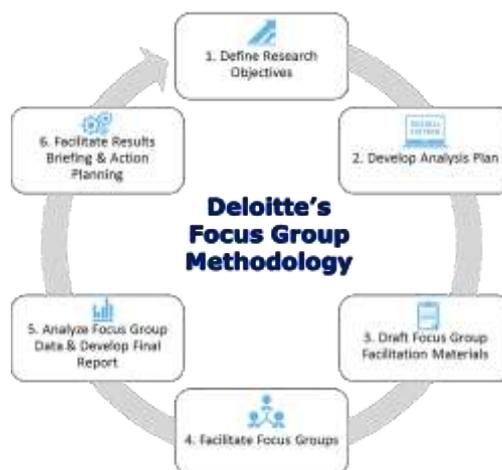 1. Define Research
Objectives
2. Develop Analysis Plan
3. Draft Focus Group
Facilitation Materials
4. Facilitate Focus Groups
5. Analyze Focus Group
Data & Develop Final
Report
6. Facilitate Results
Briefing & Action
Planning
Deloitte's
Focus Group
Methodology